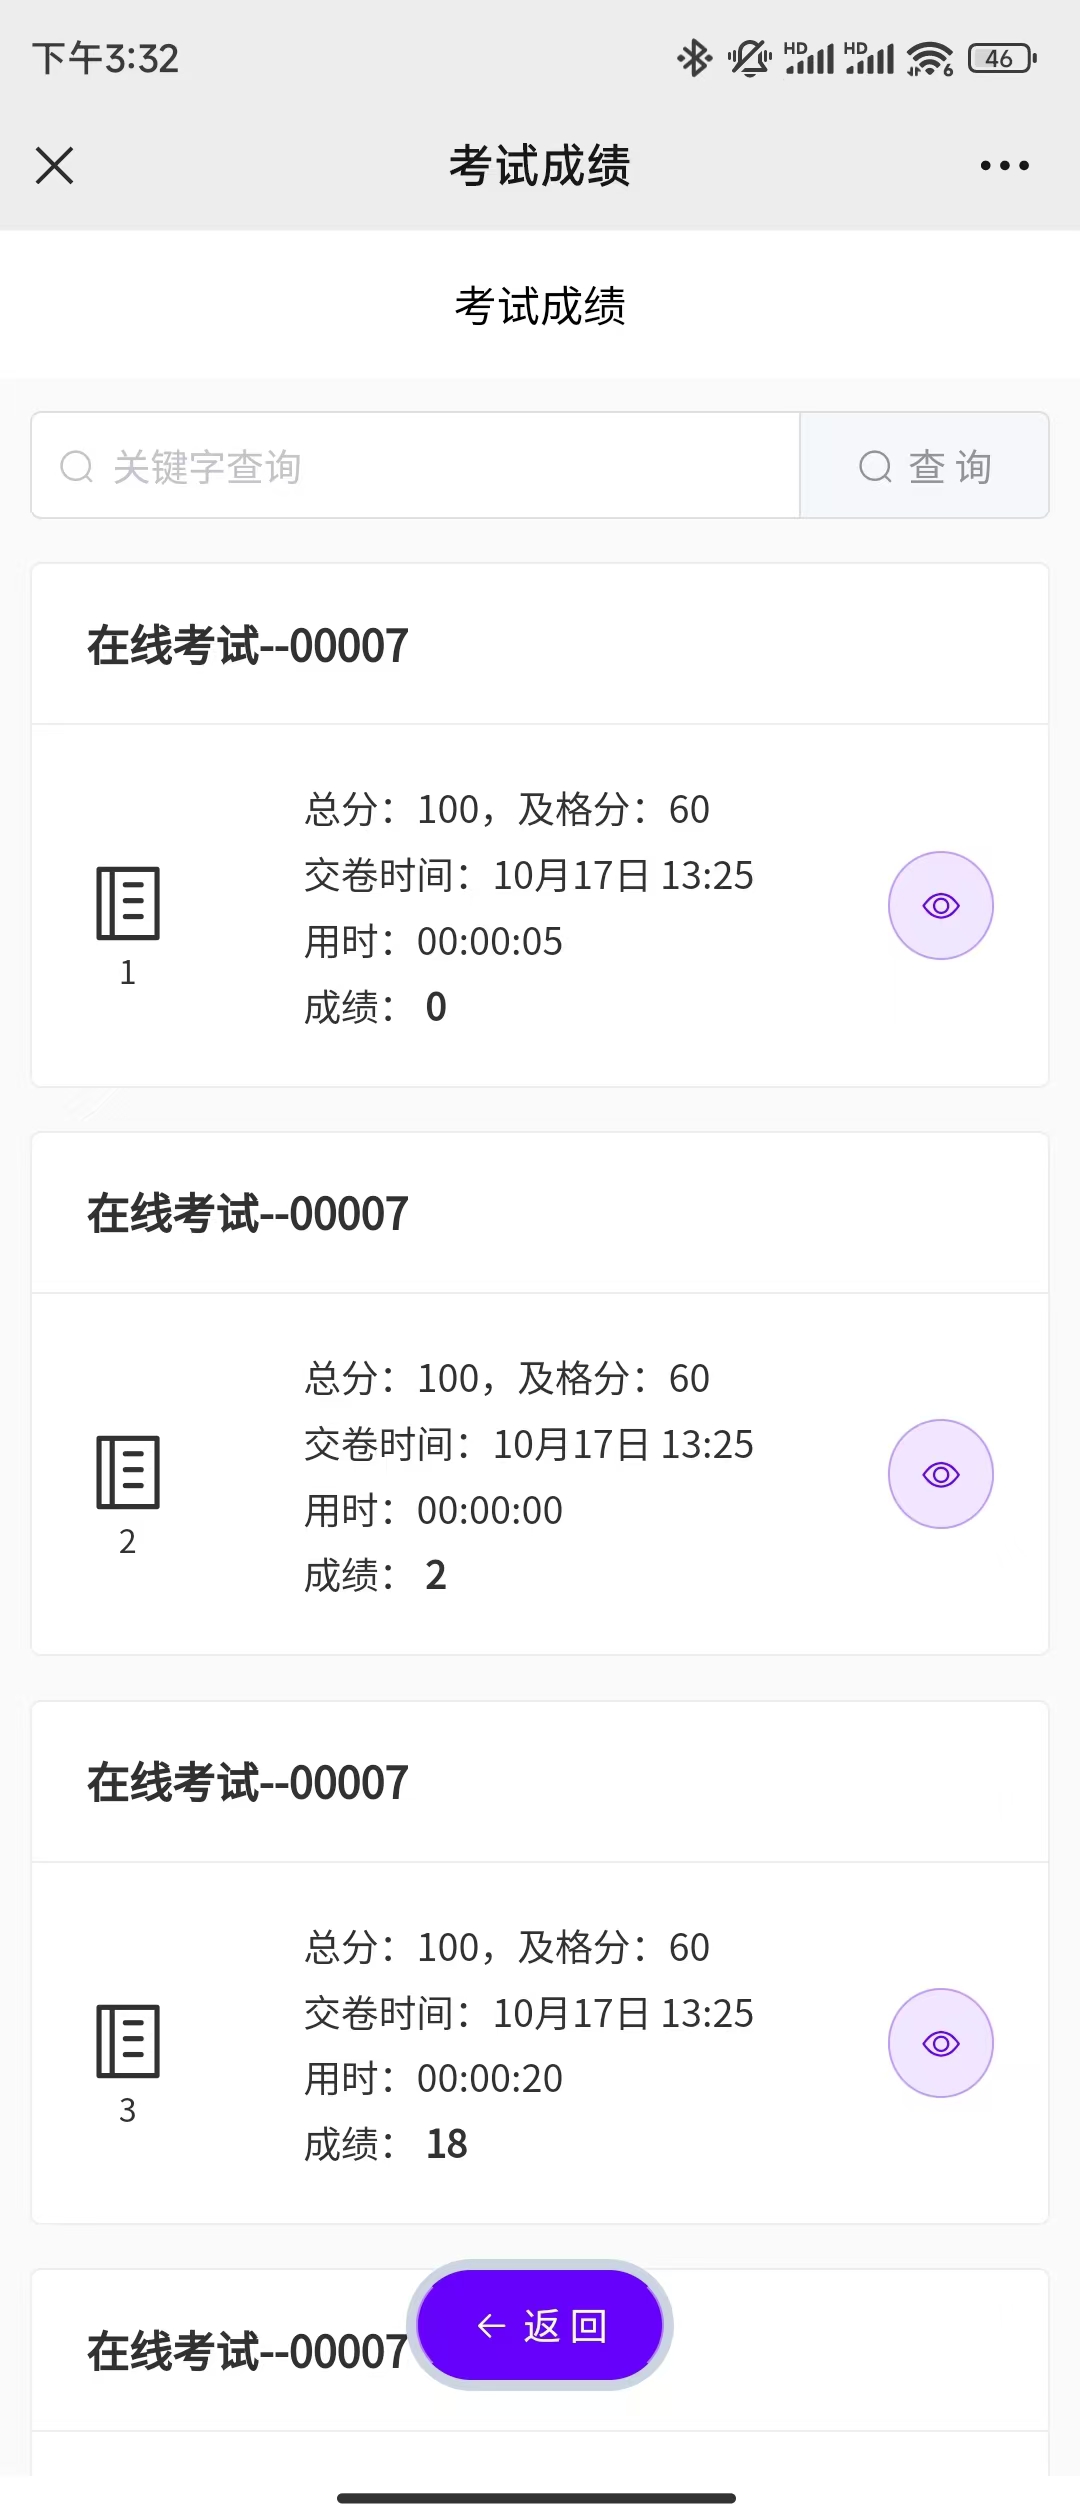 下午3:32
HD HD 6 46
考试成绩
考试成绩
关键字查询 查询
在线考试--00007
总分：100，及格分：60
交卷时间：10月17日 13:25
用时：00:00:05
成绩： 0
1
在线考试--00007
总分：100，及格分：60
交卷时间：10月17日 13:25
用时：00:00:00
成绩： 2
2
在线考试--00007
总分：100，及格分：60
交卷时间：10月17日 13:25
用时：00:00:20
成绩： 18
3
在线考试--00007
返回